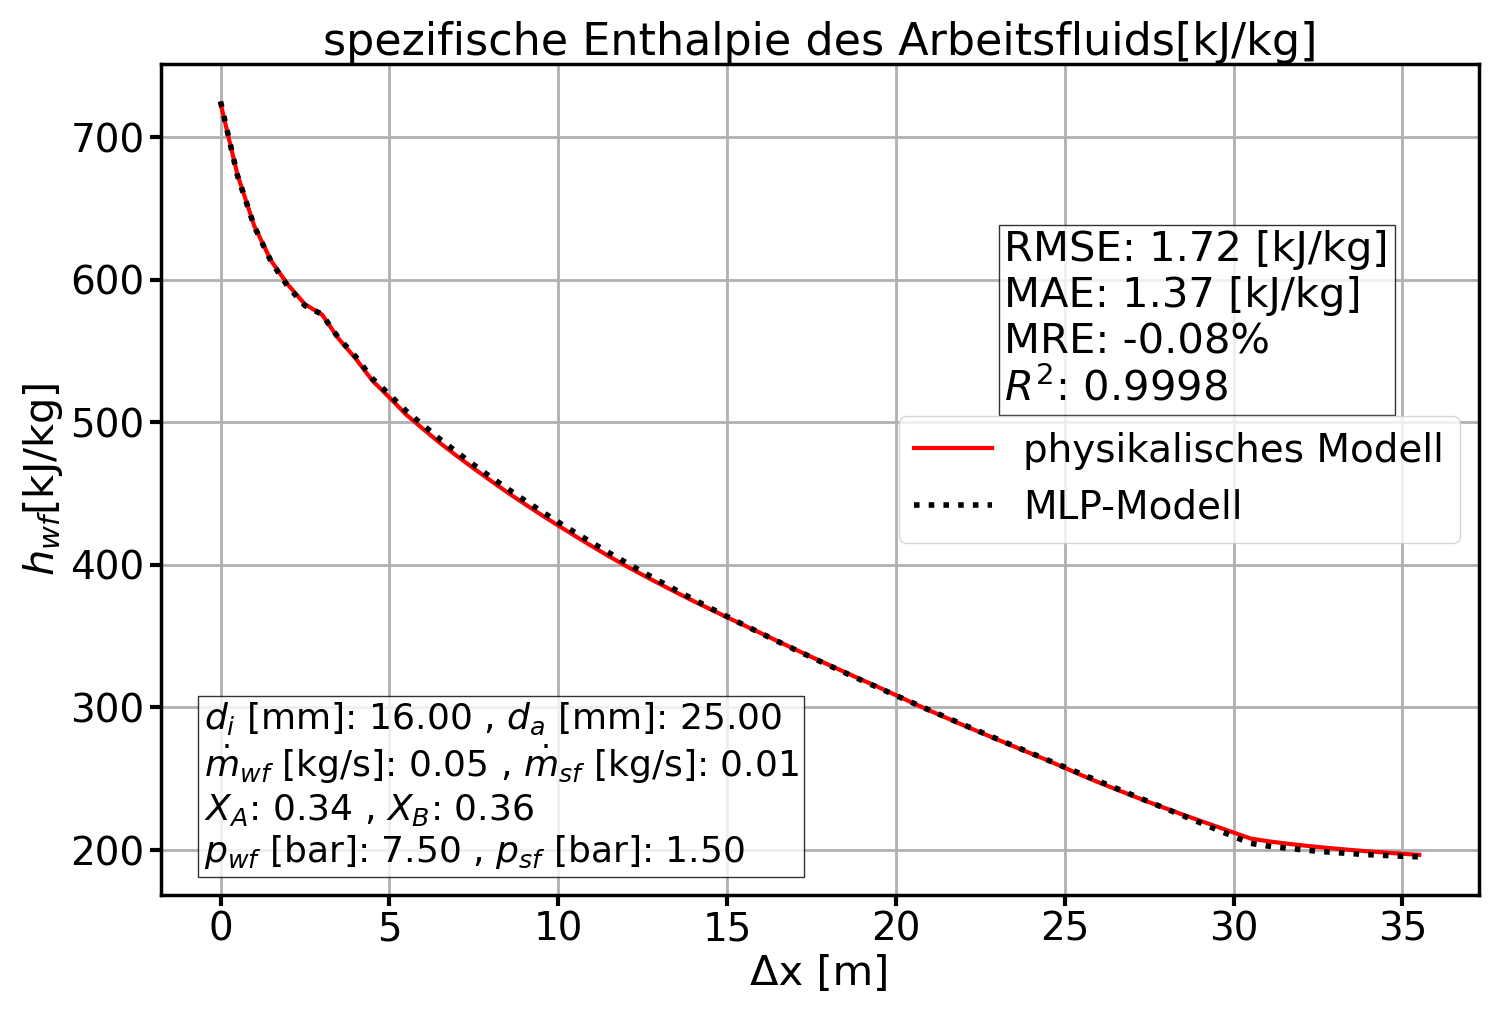 spezifische Enthalpie des Arbeitsfluids[kJ/kg]
h_wf[kJ/kg]
700
600
500
400
300
200
RMSE: 1.72 [kJ/kg]
MAE: 1.37 [kJ/kg]
MRE: -0.08%
R²: 0.9998
physikalisches Modell
MLP-Modell
d_i [mm]: 16.00 , d_a [mm]: 25.00
ṁ_wf [kg/s]: 0.05 , ṁ_sf [kg/s]: 0.01
X_A: 0.34 , X_B: 0.36
p_wf [bar]: 7.50 , p_sf [bar]: 1.50
0 5 10 15 20 25 30 35
Δx [m]